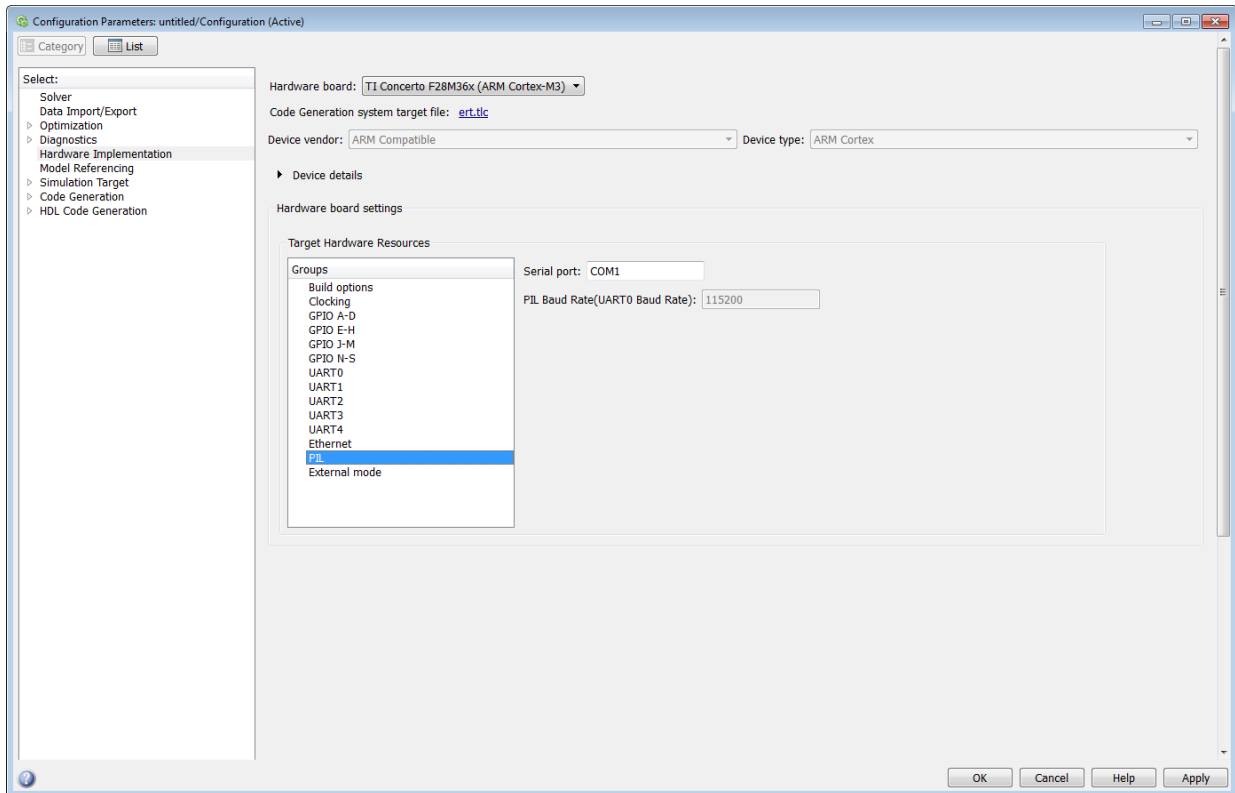 Configuration Parameters: untitled/Configuration (Active)
Category
List
Select:
Solver
Data Import/Export
Optimization
Diagnostics
Hardware Implementation
Model Referencing
Simulation Target
Code Generation
HDL Code Generation
Hardware board: TI Concerto F28M36x (ARM Cortex-M3)
Code Generation system target file: ert.tlc
Device vendor: ARM Compatible Device type: ARM Cortex
Device details
Hardware board settings
Target Hardware Resources
Groups
Build options
Clocking
GPIO A-D
GPIO E-H
GPIO J-M
GPIO N-S
UART0
UART1
UART2
UART3
UART4
Ethernet
PIL
External mode
Serial port: COM1
PIL Baud Rate(UART0 Baud Rate): 115200
OK Cancel Help Apply